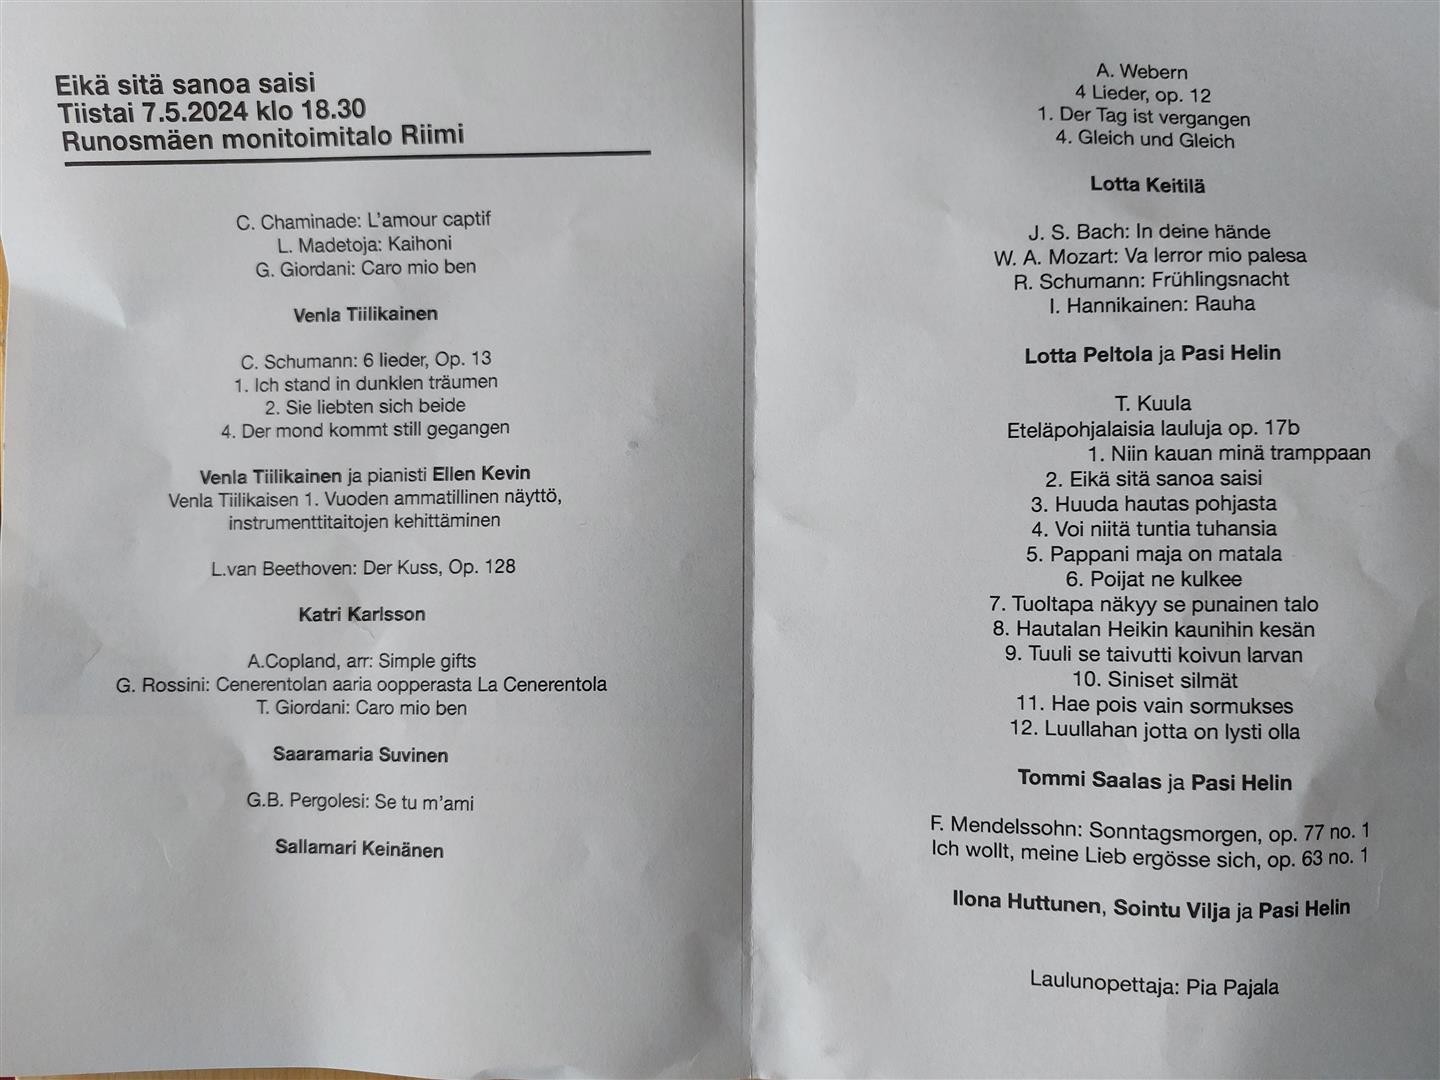 Eikä sitä sanoa saisi
Tiistai 7.5.2024 klo 18.30
Runosmäen monitoimitalo Riimi
C. Chaminade: L'amour captif
L. Madetoja: Kaihoni
G. Giordani: Caro mio ben
Venla Tiilikainen
C. Schumann: 6 lieder, Op. 13
1. Ich stand in dunklen träumen
2. Sie liebten sich beide
4. Der mond kommt still gegangen
Venla Tiilikainen ja pianisti Ellen Kevin
Venla Tiilikaisen 1. Vuoden ammatillinen näyttö,
instrumenttitaitojen kehittäminen
L.van Beethoven: Der Kuss, Op. 128
Katri Karlsson
A.Copland, arr: Simple gifts
G. Rossini: Cenerentolan aaria oopperasta La Cenerentola
T. Giordani: Caro mio ben
Saaramaria Suvinen
G.B. Pergolesi: Se tu m'ami
Sallamari Keinänen
A. Webern
4 Lieder, op. 12
1. Der Tag ist vergangen
4. Gleich und Gleich
Lotta Keitilä
J. S. Bach: In deine hände
W. A. Mozart: Va lerror mio palesa
R. Schumann: Frühlingsnacht
I. Hannikainen: Rauha
Lotta Peltola ja Pasi Helin
T. Kuula
Eteläpohjalaisia lauluja op. 17b
1. Niin kauan minä tramppaan
2. Eikä sitä sanoa saisi
3. Huuda hautas pohjasta
4. Voi niitä tuntia tuhansia
5. Pappani maja on matala
6. Poijat ne kulkee
7. Tuoltapa näkyy se punainen talo
8. Hautalan Heikin kaunihin kesän
9. Tuuli se taivutti koivun larvan
10. Siniset silmät
11. Hae pois vain sormukses
12. Luullahan jotta on lysti olla
Tommi Saalas ja Pasi Helin
F. Mendelssohn: Sonntagsmorgen, op. 77 no. 1
Ich wollt, meine Lieb ergösse sich, op. 63 no. 1
Ilona Huttunen, Sointu Vilja ja Pasi Helin
Laulunopettaja: Pia Pajala